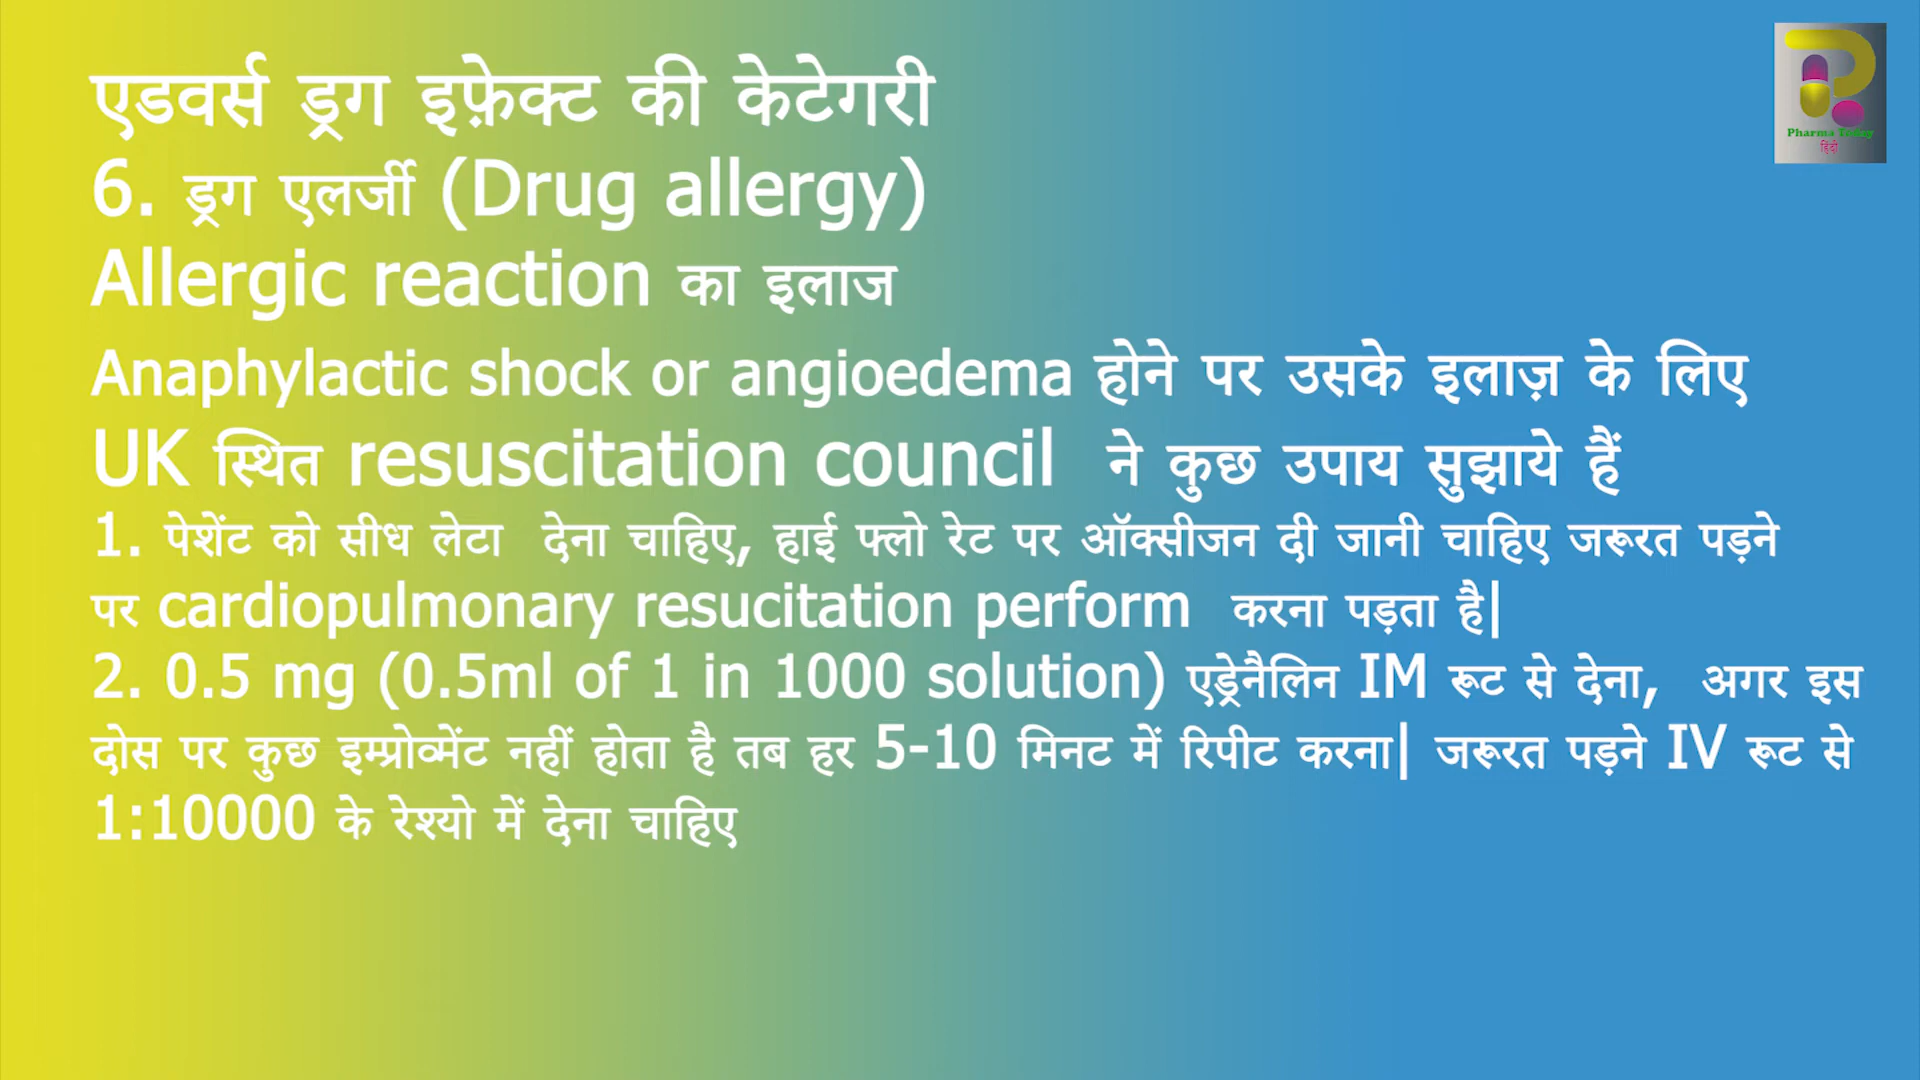 एडवर्स ड्रग इफ़ेक्ट की केटेगरी
6. ड्रग एलर्जी (Drug allergy)
Allergic reaction का इलाज
Anaphylactic shock or angioedema होने पर उसके इलाज़ के लिए
UK स्थित resuscitation council ने कुछ उपाय सुझाये हैं
1. पेशेंट को सीध लेटा देना चाहिए, हाई फ्लो रेट पर ऑक्सीजन दी जानी चाहिए जरूरत पड़ने
पर cardiopulmonary resucitation perform करना पड़ता है|
2. 0.5 mg (0.5ml of 1 in 1000 solution) एड्रेनैलिन IM रूट से देना, अगर इस
दोस पर कुछ इम्प्रोव्मेंट नहीं होता है तब हर 5-10 मिनट में रिपीट करना| जरूरत पड़ने IV रूट से
1:10000 के रेश्यो में देना चाहिए
Pharma Today
हिंदी